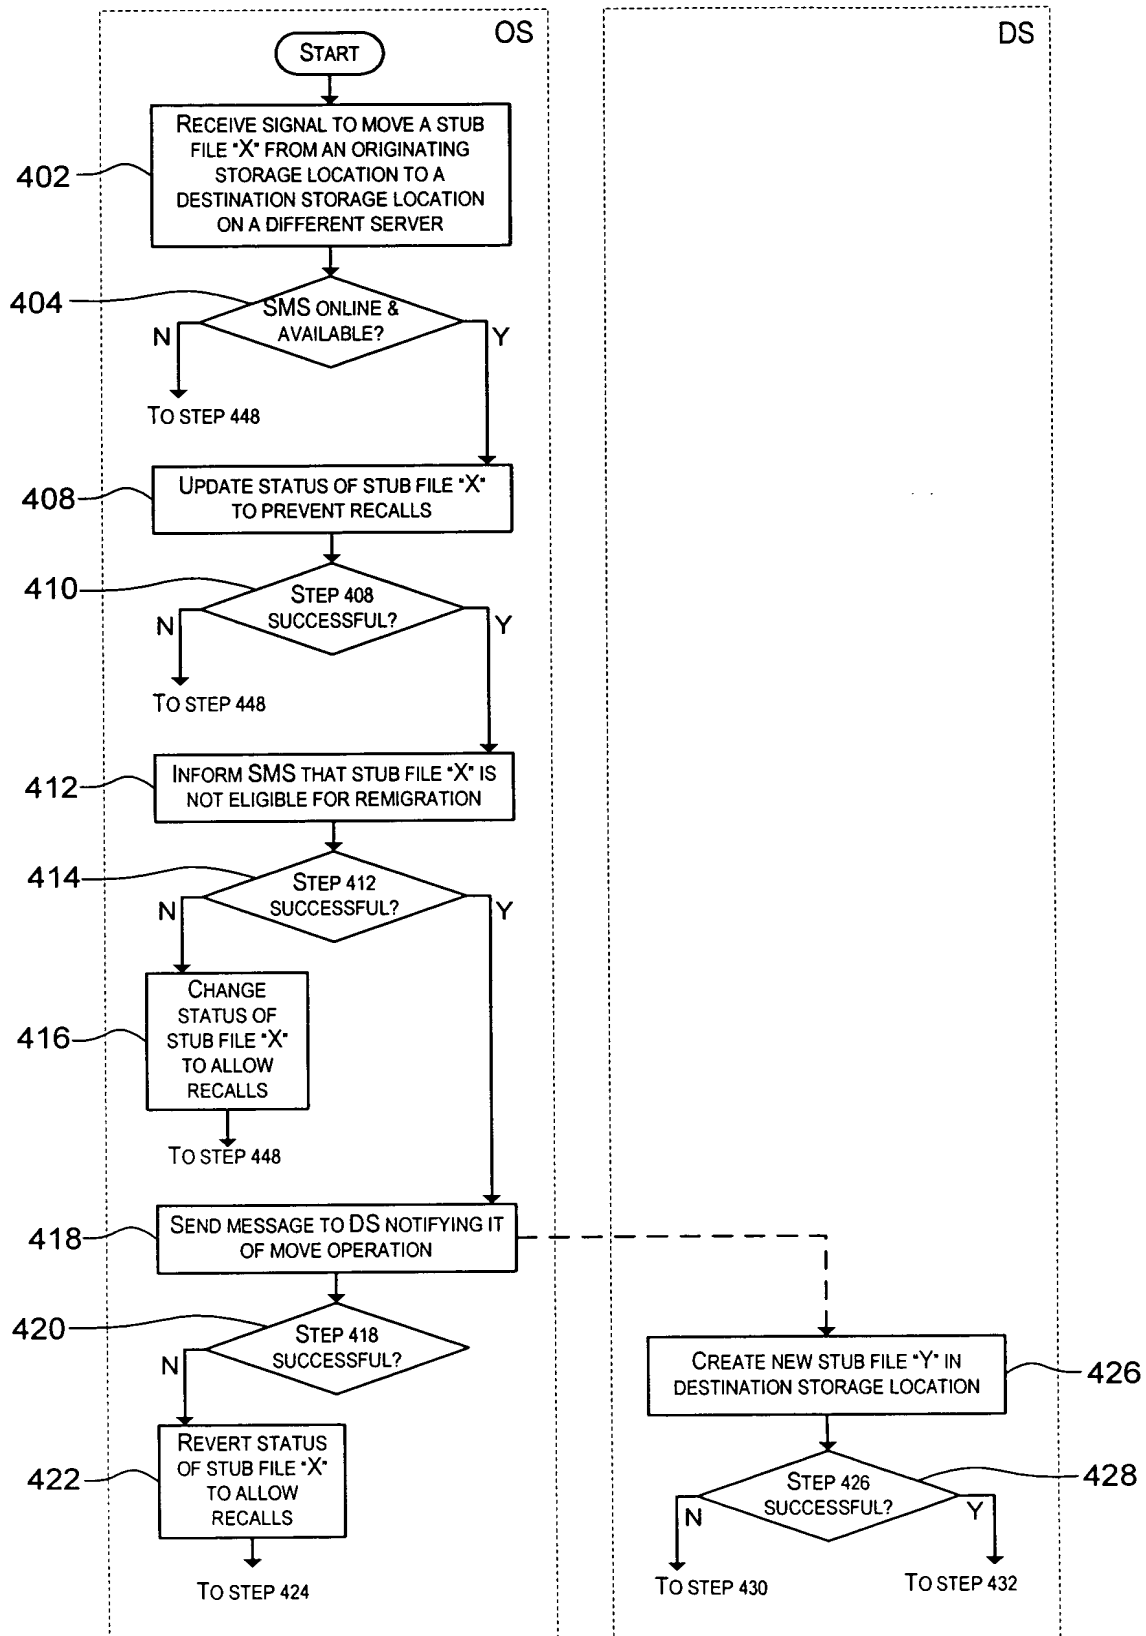 OS
DS
START
RECEIVE SIGNAL TO MOVE A STUB
FILE "X" FROM AN ORIGINATING
STORAGE LOCATION TO A
DESTINATION STORAGE LOCATION
ON A DIFFERENT SERVER
402
404
SMS ONLINE &
AVAILABLE?
N
Y
TO STEP 448
408
UPDATE STATUS OF STUB FILE "X"
TO PREVENT RECALLS
410
STEP 408
SUCCESSFUL?
N
Y
TO STEP 448
412
INFORM SMS THAT STUB FILE "X" IS
NOT ELIGIBLE FOR REMIGRATION
414
STEP 412
SUCCESSFUL?
N
Y
416
CHANGE
STATUS OF
STUB FILE "X"
TO ALLOW
RECALLS
TO STEP 448
418
SEND MESSAGE TO DS NOTIFYING IT
OF MOVE OPERATION
420
STEP 418
SUCCESSFUL?
N
422
REVERT STATUS
OF STUB FILE "X"
TO ALLOW
RECALLS
TO STEP 424
CREATE NEW STUB FILE "Y" IN
DESTINATION STORAGE LOCATION
426
STEP 426
SUCCESSFUL?
428
N
Y
TO STEP 430
TO STEP 432